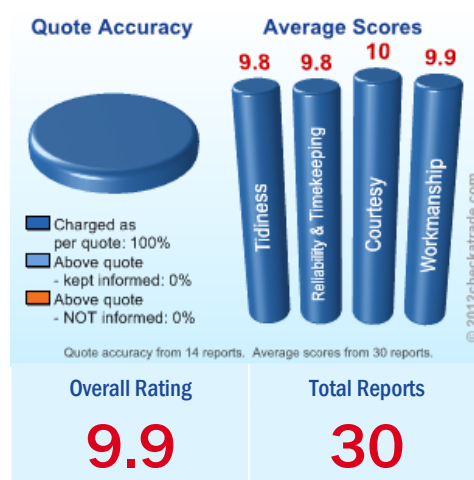 Quote Accuracy
Average Scores
9.8
9.8
10
9.9
Tidiness
Reliability & Timekeeping
Courtesy
Workmanship
Charged as
per quote: 100%
Above quote
- kept informed: 0%
Above quote
- NOT informed: 0%
© 2012checkatrade.com
Quote accuracy from 14 reports. Average scores from 30 reports.
Overall Rating
Total Reports
9.9
30